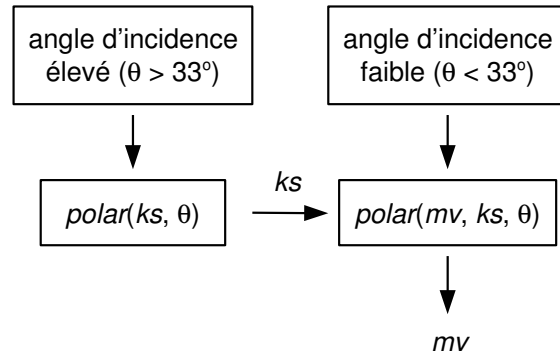 angle d’incidence
élevé (θ > 33°)
angle d’incidence
faible (θ < 33°)
polar(ks, θ)
ks
polar(mv, ks, θ)
mv